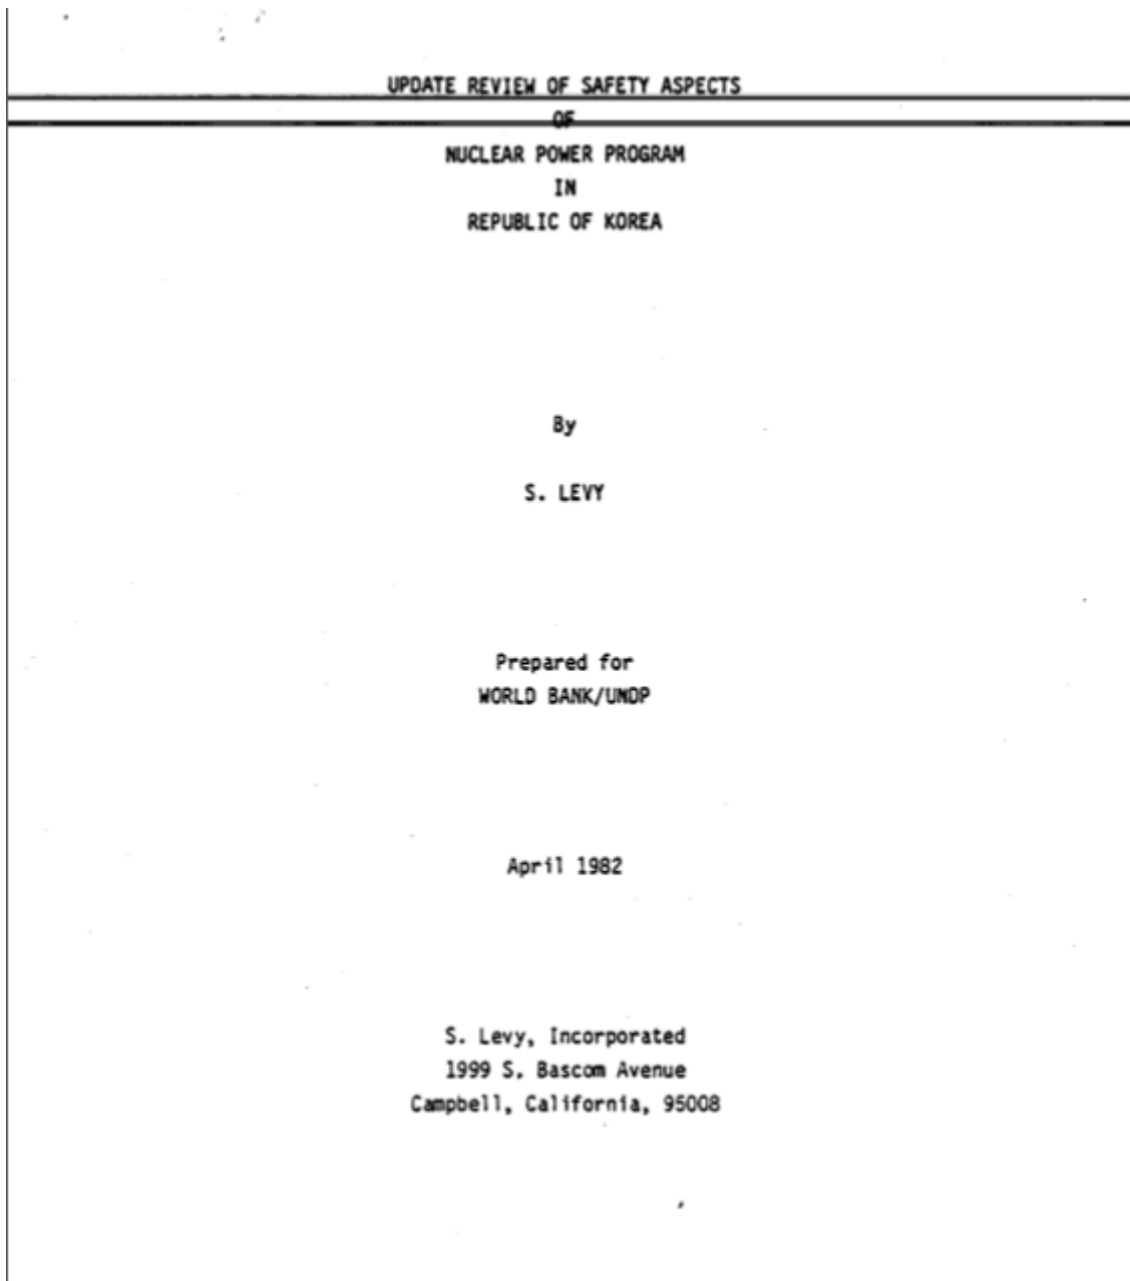 UPDATE REVIEW OF SAFETY ASPECTS
OF
NUCLEAR POWER PROGRAM
IN
REPUBLIC OF KOREA
By
S. LEVY
Prepared for
WORLD BANK/UNDP
April 1982
S. Levy, Incorporated
1999 S. Bascom Avenue
Campbell, California, 95008